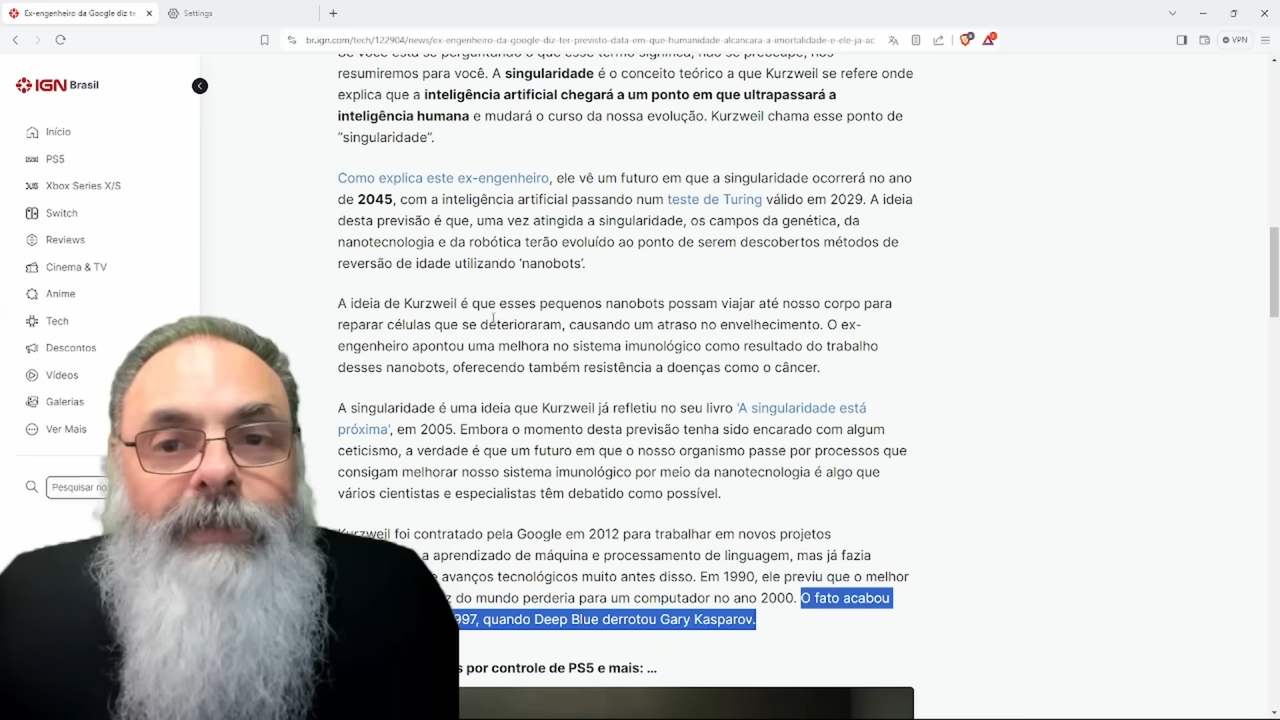 Ex-engenheiro da Google diz te
Settings
br.ign.com/tech/122904/news/ex-engenheiro-da-google-diz-ter-previsto-data-em-que-humanidade-alcancara-a-imortalidade-e-ele-ja-ac
VPN
IGN Brasil
Início
PS5
Xbox Series X/S
Switch
Reviews
Cinema & TV
Anime
Tech
Descontos
Vídeos
Galerias
Ver Mais
Pesquisar no
Se você está se perguntando o que esse termo significa, não se preocupe, nós
resumiremos para você. A singularidade é o conceito teórico a que Kurzweil se refere onde
explica que a inteligência artificial chegará a um ponto em que ultrapassará a
inteligência humana e mudará o curso da nossa evolução. Kurzweil chama esse ponto de
“singularidade”.
Como explica este ex-engenheiro, ele vê um futuro em que a singularidade ocorrerá no ano
de 2045, com a inteligência artificial passando num teste de Turing válido em 2029. A ideia
desta previsão é que, uma vez atingida a singularidade, os campos da genética, da
nanotecnologia e da robótica terão evoluído ao ponto de serem descobertos métodos de
reversão de idade utilizando ‘nanobots’.
A ideia de Kurzweil é que esses pequenos nanobots possam viajar até nosso corpo para
reparar células que se deterioraram, causando um atraso no envelhecimento. O ex-
engenheiro apontou uma melhora no sistema imunológico como resultado do trabalho
desses nanobots, oferecendo também resistência a doenças como o câncer.
A singularidade é uma ideia que Kurzweil já refletiu no seu livro 'A singularidade está
próxima', em 2005. Embora o momento desta previsão tenha sido encarado com algum
ceticismo, a verdade é que um futuro em que o nosso organismo passe por processos que
consigam melhorar nosso sistema imunológico por meio da nanotecnologia é algo que
vários cientistas e especialistas têm debatido como possível.
Kurzweil foi contratado pela Google em 2012 para trabalhar em novos projetos
a aprendizado de máquina e processamento de linguagem, mas já fazia
avanços tecnológicos muito antes disso. Em 1990, ele previu que o melhor
do mundo perderia para um computador no ano 2000. O fato acabou
997, quando Deep Blue derrotou Gary Kasparov.
s por controle de PS5 e mais: ...